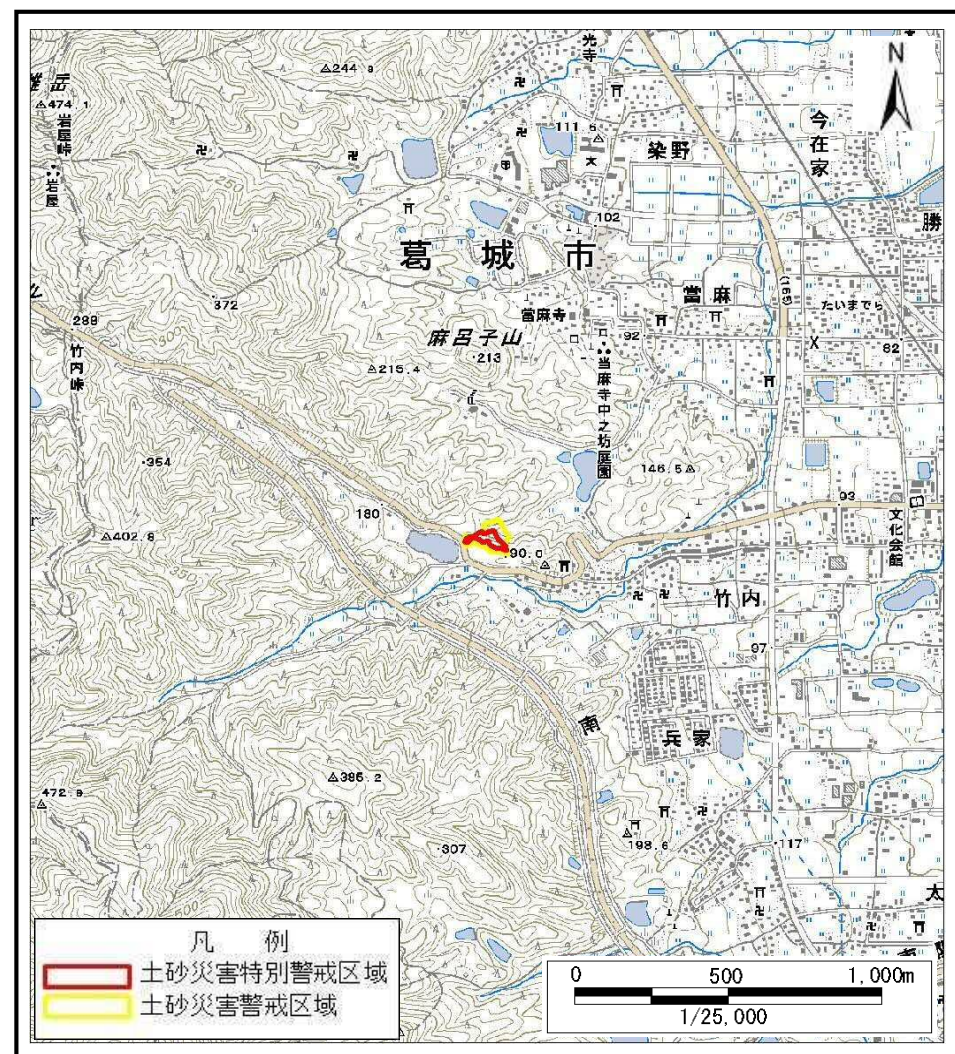 光寺
244.9
N
雄岳
474.1
岩屋峠
岩屋
111.6
染野
今在家
102
勝
葛城市
當麻
372
たいまでら
288
當麻寺
麻呂子山
213
92
(165)
82
竹内峠
215.4
当麻寺中之坊庭園
354
146.5
180
93
文化会館
402.8
90.0
竹内
97
南
兵家
385.2
472.9
198.6
307
117
太
凡 例
土砂災害特別警戒区域
土砂災害警戒区域
0 500 1,000m
1/25,000